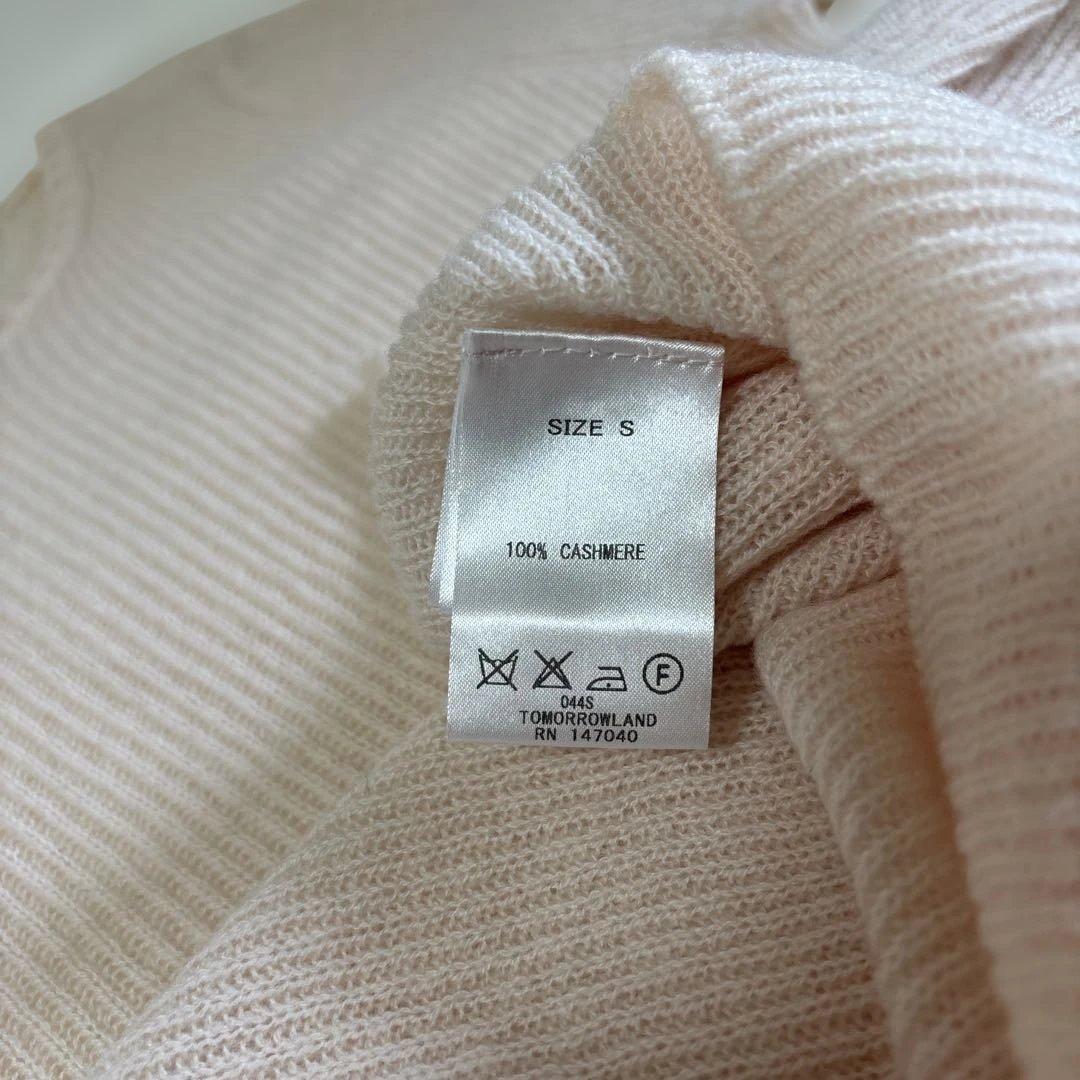 SIZE S
100% CASHMERE
F
044S
TOMORROWLAND
RN 147040